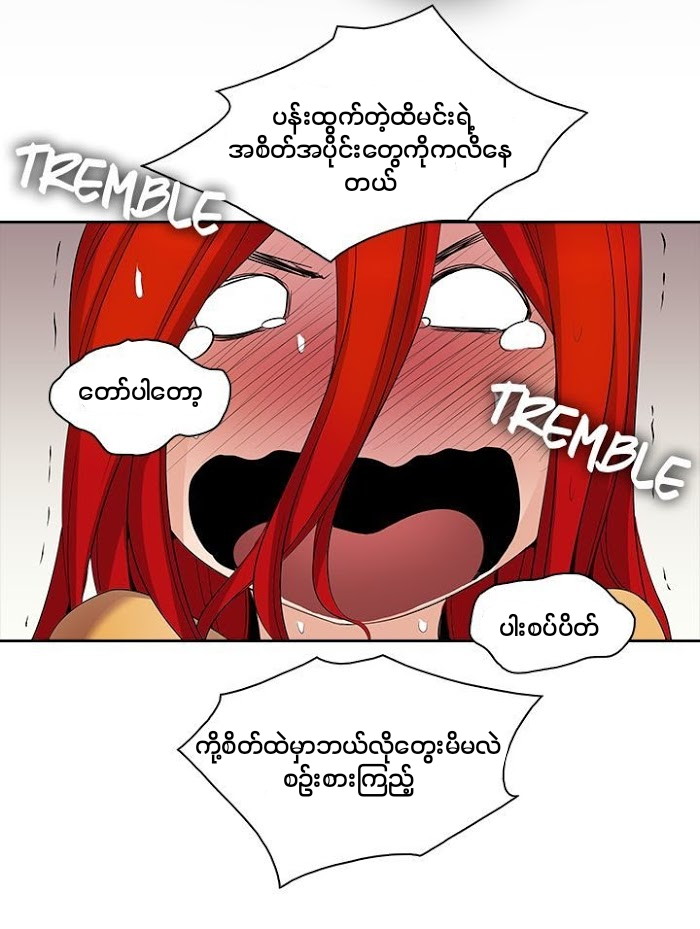 ပန်းထွက်တဲ့ထိမင်းရဲ့
အစိတ်အပိုင်းတွေကိုကလိနေ
တယ်
TREMBLE
တော်ပါတော့
TREMBLE
ပါးစပ်ပိတ်
ကို့စိတ်ထဲမှာဘယ်လိုတွေးမိမလဲ
စဥ်းစားကြည့်